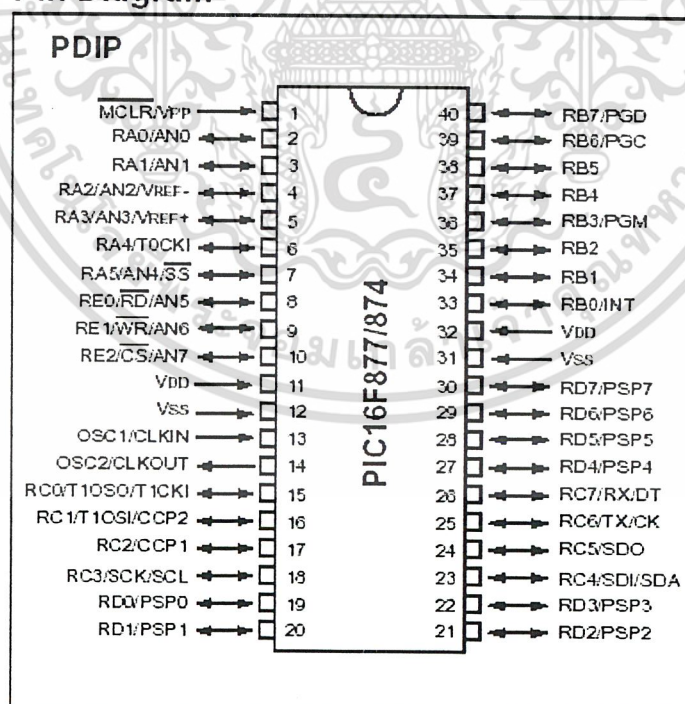 Pin Diagram
PDIP
MCLR/VPP 1
RA0/AN0 2
RA1/AN1 3
RA2/AN2/VREF- 4
RA3/AN3/VREF+ 5
RA4/T0CKI 6
RA5/AN4/SS 7
RE0/RD/AN5 8
RE1/WR/AN6 9
RE2/CS/AN7 10
VDD 11
VSS 12
OSC1/CLKIN 13
OSC2/CLKOUT 14
RC0/T1OSO/T1CKI 15
RC1/T1OSI/CCP2 16
RC2/CCP1 17
RC3/SCK/SCL 18
RD0/PSP0 19
RD1/PSP1 20
PIC16F877/874
40 RB7/PGD
39 RB6/PGC
38 RB5
37 RB4
36 RB3/PGM
35 RB2
34 RB1
33 RB0/INT
32 VDD
31 VSS
30 RD7/PSP7
29 RD6/PSP6
28 RD5/PSP5
27 RD4/PSP4
26 RC7/RX/DT
25 RC6/TX/CK
24 RC5/SDO
23 RC4/SDI/SDA
22 RD3/PSP3
21 RD2/PSP2